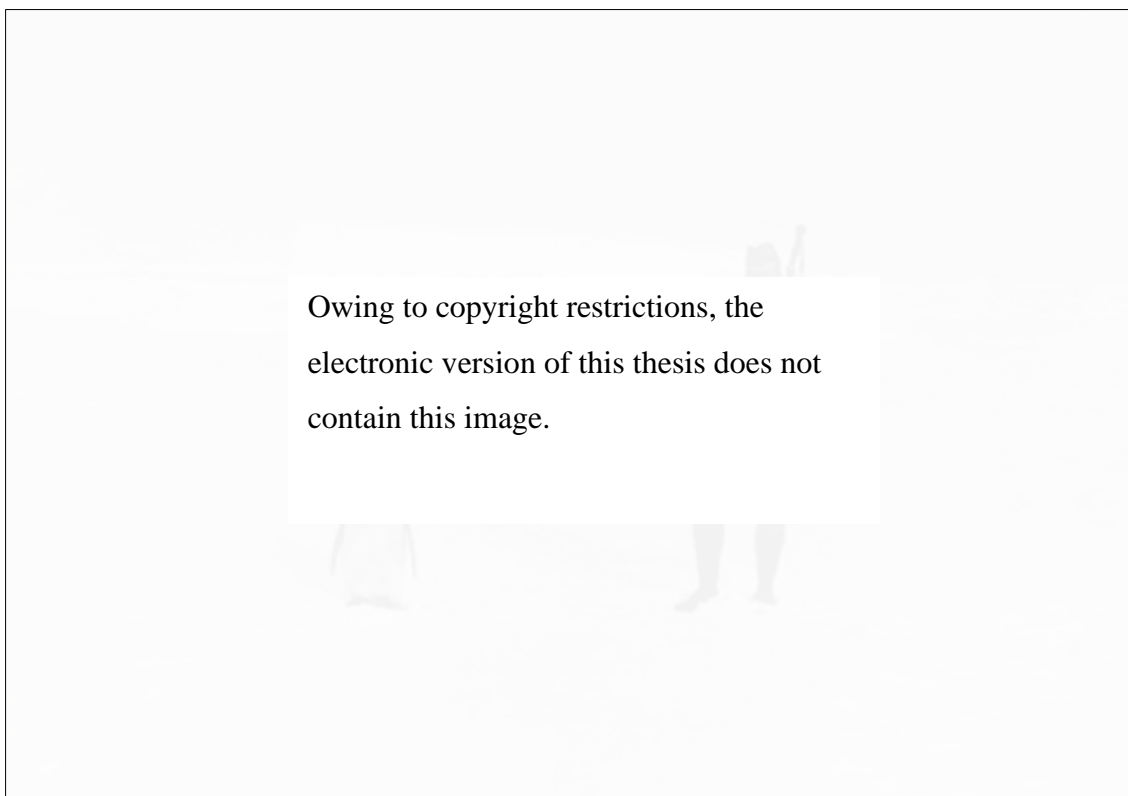 Owing to copyright restrictions, the
electronic version of this thesis does not
contain this image.